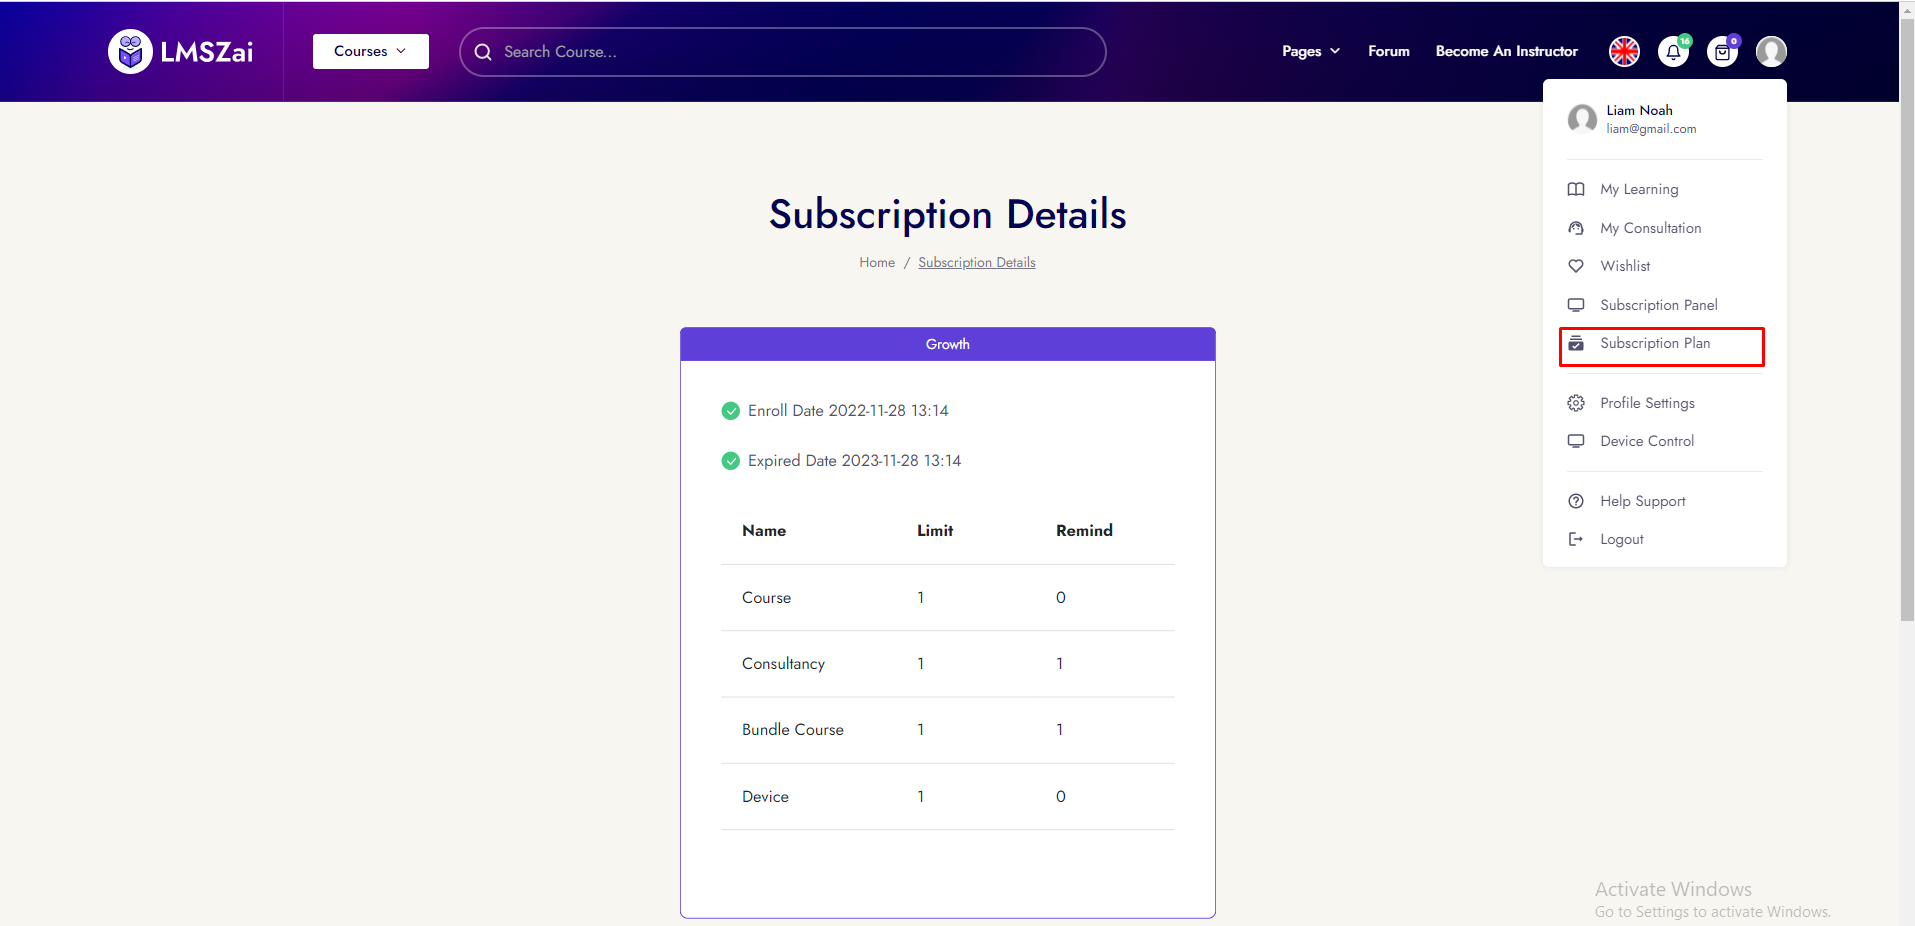 LMSZai
Courses
Search Course...
Pages
Forum
Become An Instructor
16
0
Liam Noah
liam@gmail.com
My Learning
My Consultation
Wishlist
Subscription Panel
Subscription Plan
Profile Settings
Device Control
Help Support
Logout
Subscription Details
Home / Subscription Details
Growth
Enroll Date 2022-11-28 13:14
Expired Date 2023-11-28 13:14
Name Limit Remind
Course 1 0
Consultancy 1 1
Bundle Course 1 1
Device 1 0
Activate Windows
Go to Settings to activate Windows.